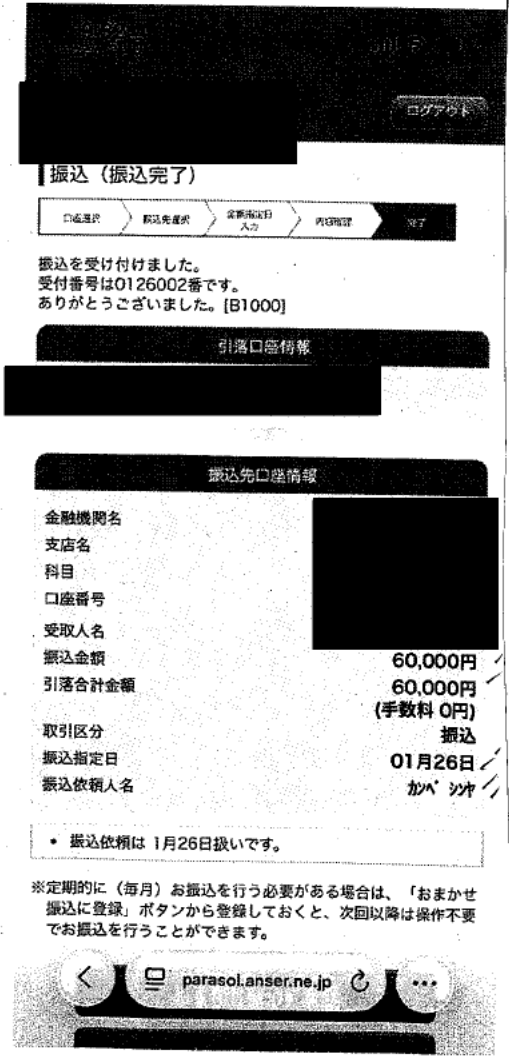 ログアウト
振込（振込完了）
口座選択
振込先選択
金額指定日
入力
内容確認
完了
振込を受け付けました。
受付番号は0126002番です。
ありがとうございました。[B1000]
引落口座情報
振込先口座情報
金融機関名
支店名
科目
口座番号
受取人名
振込金額 60,000円
引落合計金額 60,000円
(手数料 0円)
取引区分 振込
振込指定日 01月26日
振込依頼人名 ｶﾝﾍﾞ ｼﾝﾔ
• 振込依頼は 1月26日扱いです。
※定期的に（毎月）お振込を行う必要がある場合は、「おまかせ
振込に登録」ボタンから登録しておくと、次回以降は操作不要
でお振込を行うことができます。
parasol.anser.ne.jp